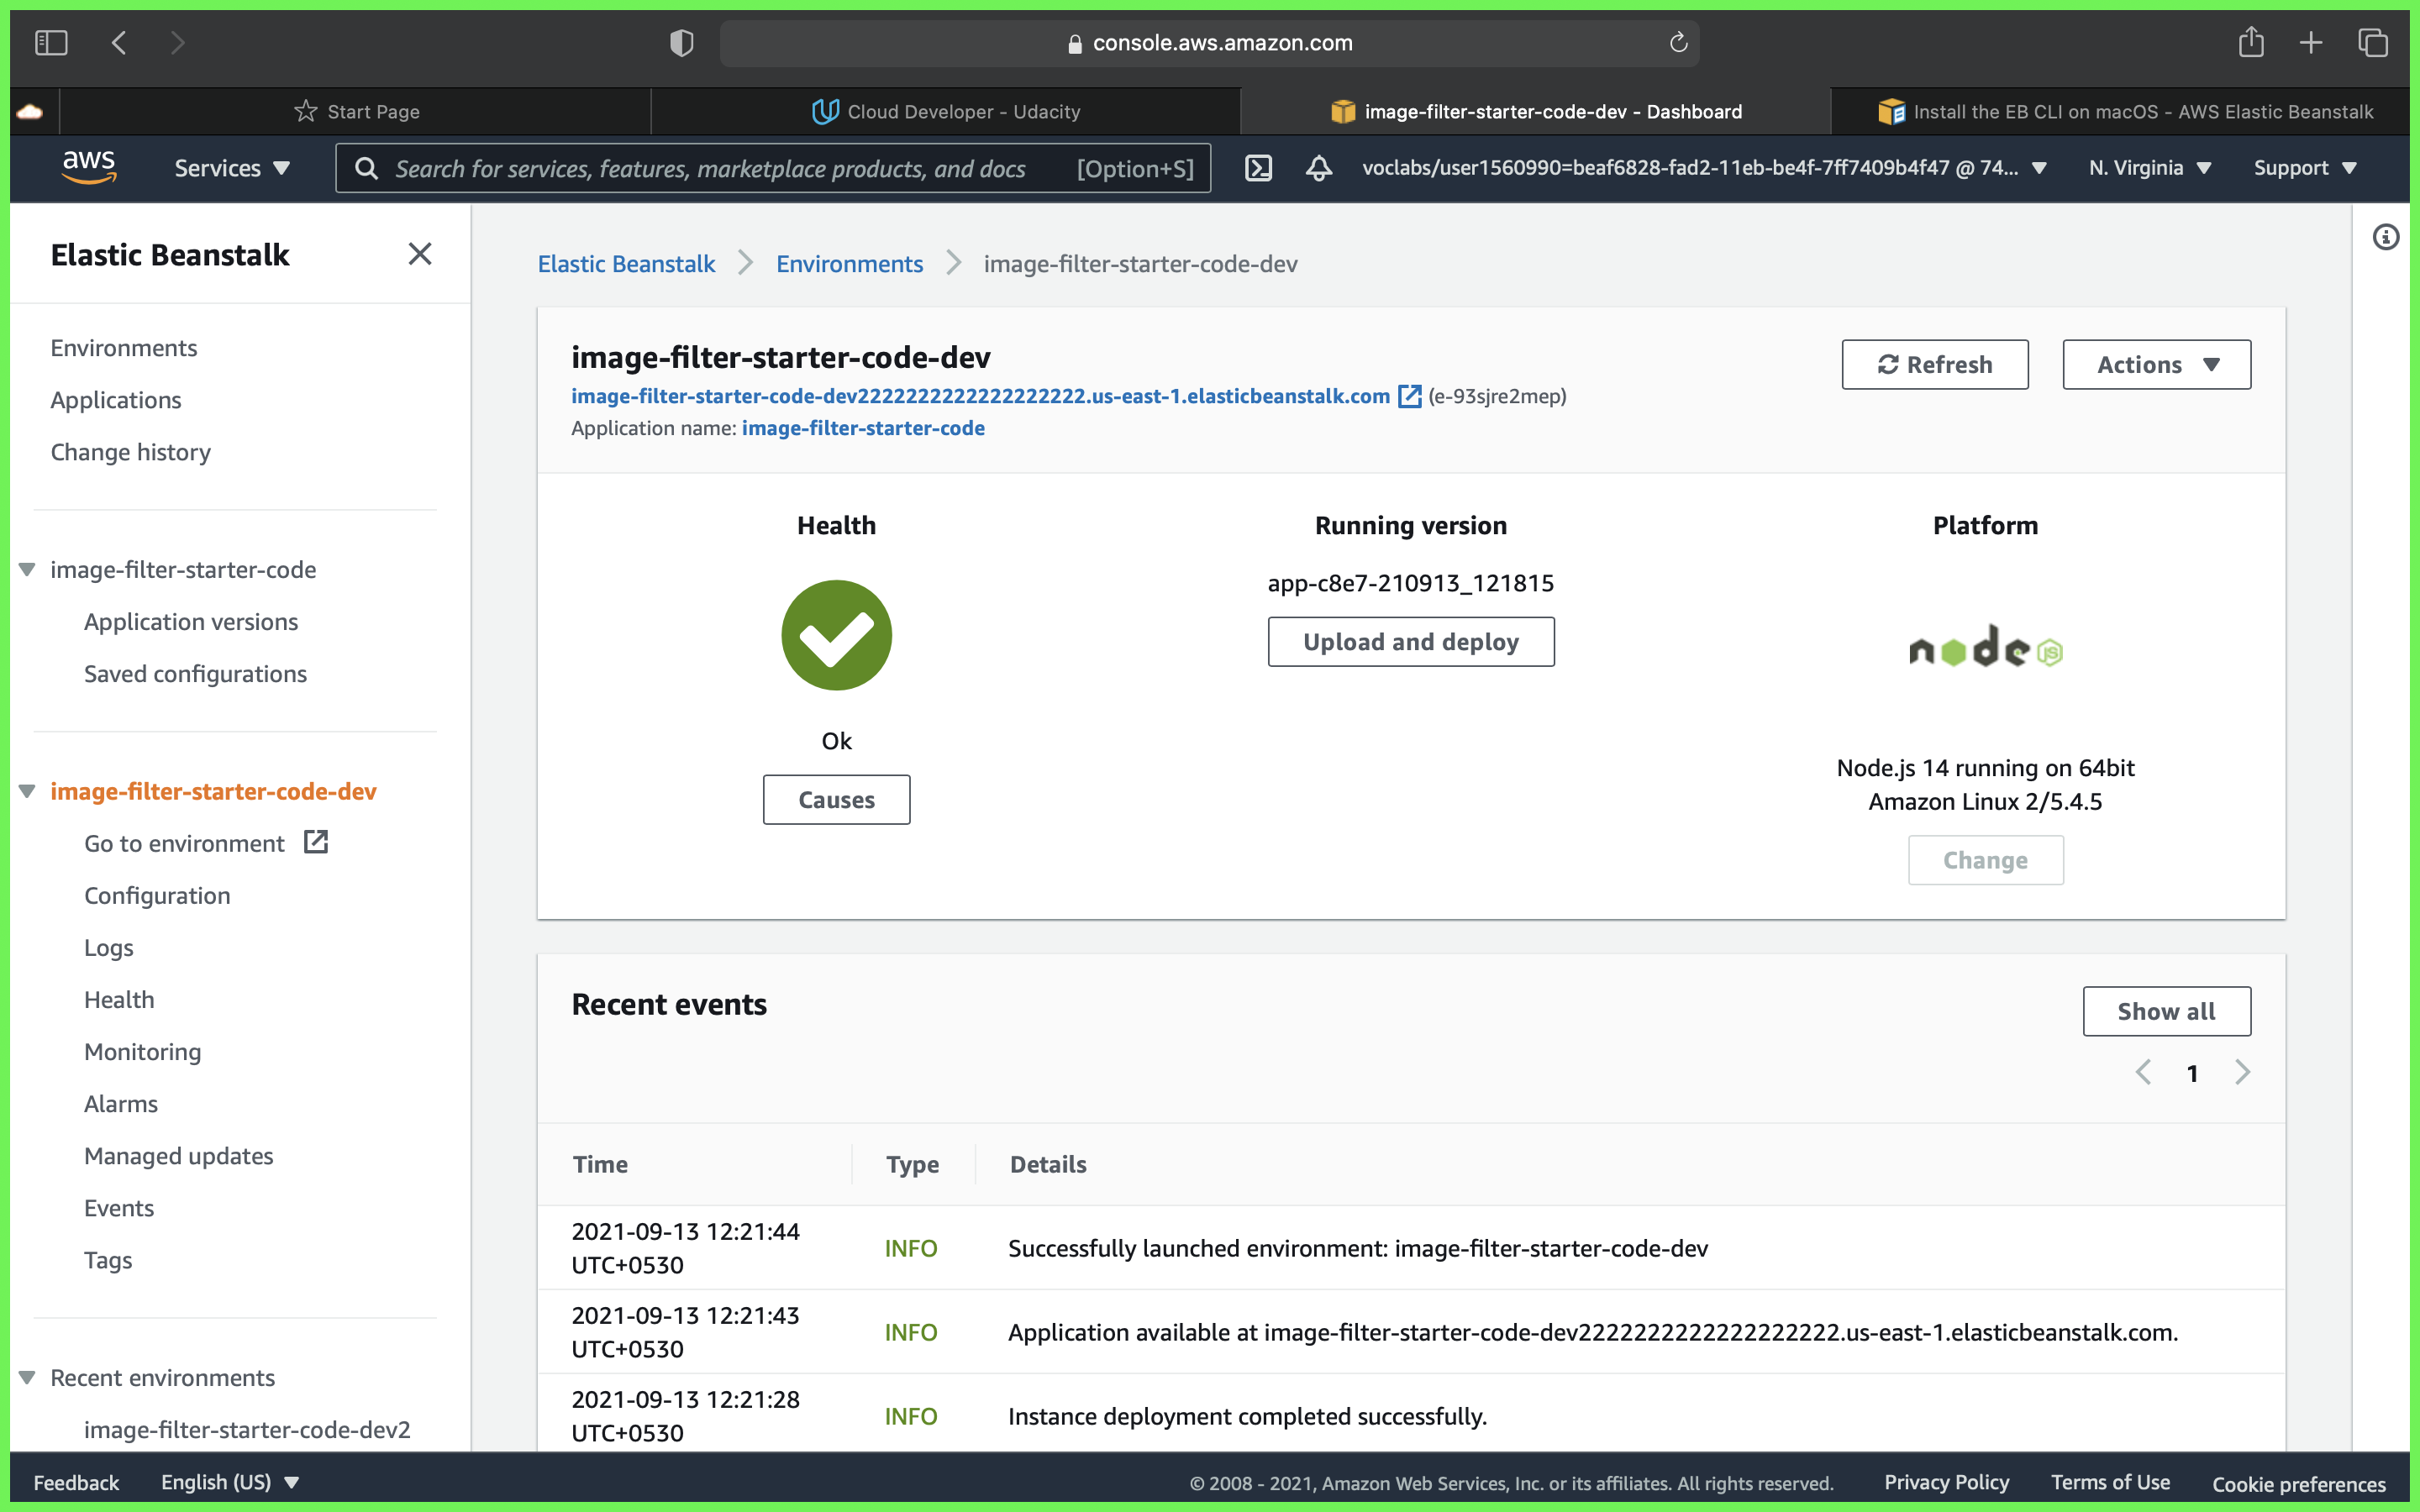 console.aws.amazon.com
Start Page
Cloud Developer - Udacity
image-filter-starter-code-dev - Dashboard
Install the EB CLI on macOS - AWS Elastic Beanstalk
aws
Services
Search for services, features, marketplace products, and docs
[Option+S]
voclabs/user1560990=beaf6828-fad2-11eb-be4f-7ff7409b4f47 @ 74...
N. Virginia
Support
Elastic Beanstalk
Environments
Applications
Change history
image-filter-starter-code
Application versions
Saved configurations
image-filter-starter-code-dev
Go to environment
Configuration
Logs
Health
Monitoring
Alarms
Managed updates
Events
Tags
Recent environments
image-filter-starter-code-dev2
Elastic Beanstalk
Environments
image-filter-starter-code-dev
image-filter-starter-code-dev
Refresh
Actions
image-filter-starter-code-dev2222222222222222222.us-east-1.elasticbeanstalk.com (e-93sjre2mep)
Application name: image-filter-starter-code
Health
Ok
Causes
Running version
app-c8e7-210913_121815
Upload and deploy
Platform
node JS
Node.js 14 running on 64bit
Amazon Linux 2/5.4.5
Change
Recent events
Show all
1
Time Type Details
2021-09-13 12:21:44
UTC+0530
INFO
Successfully launched environment: image-filter-starter-code-dev
2021-09-13 12:21:43
UTC+0530
INFO
Application available at image-filter-starter-code-dev2222222222222222222.us-east-1.elasticbeanstalk.com.
2021-09-13 12:21:28
UTC+0530
INFO
Instance deployment completed successfully.
Feedback
English (US)
© 2008 - 2021, Amazon Web Services, Inc. or its affiliates. All rights reserved.
Privacy Policy
Terms of Use
Cookie preferences